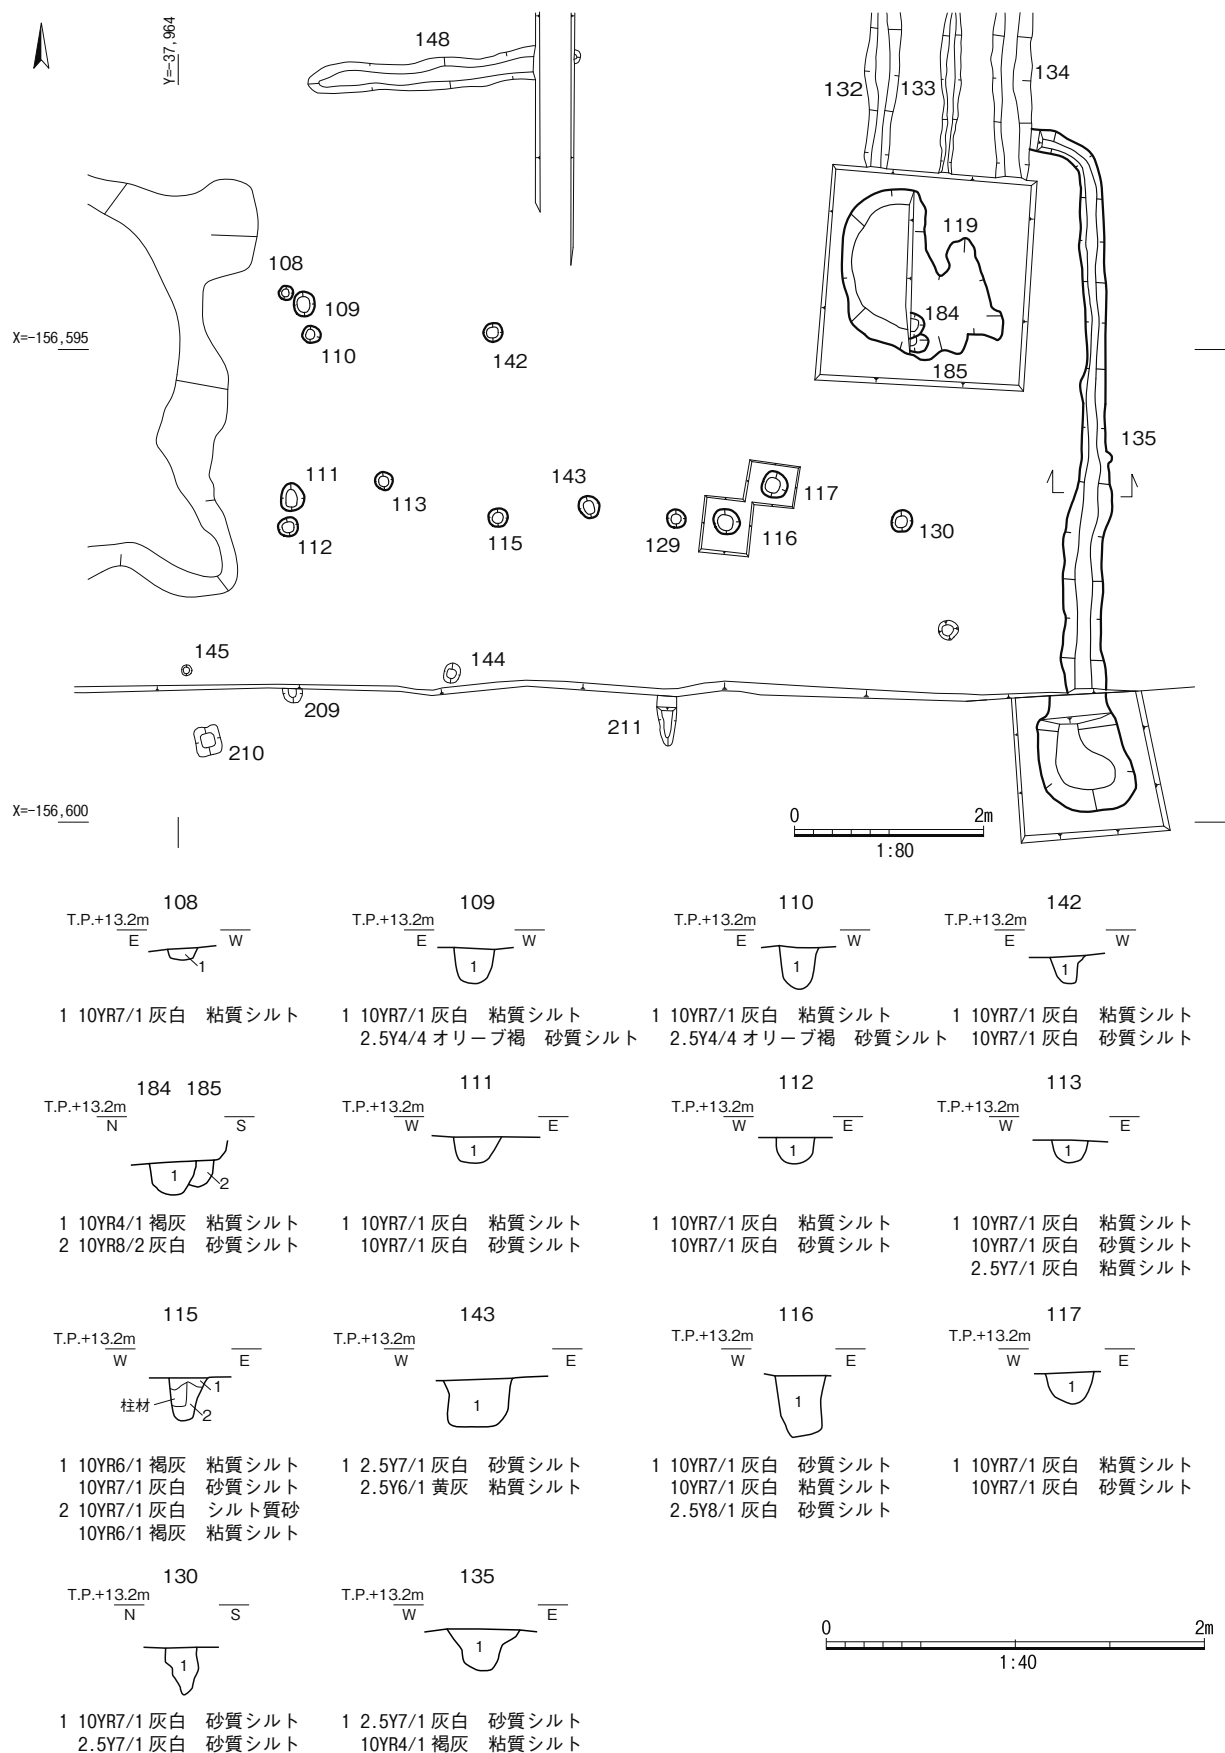 Y=-37,964
148
132
133
134
119
108
109
110
142
184
185
X=-156,595
135
111
113
143
117
112
115
129
116
130
145
144
209
211
210
X=-156,600
0 2m
1:80
108
T.P.+13.2m
E W
1
1 10YR7/1 灰白 粘質シルト
109
T.P.+13.2m
E W
1
1 10YR7/1 灰白 粘質シルト
2.5Y4/4 オリーブ褐 砂質シルト
110
T.P.+13.2m
E W
1
1 10YR7/1 灰白 粘質シルト
2.5Y4/4 オリーブ褐 砂質シルト
142
T.P.+13.2m
E W
1
1 10YR7/1 灰白 粘質シルト
10YR7/1 灰白 砂質シルト
184 185
T.P.+13.2m
N S
1
2
1 10YR4/1 褐灰 粘質シルト
2 10YR8/2 灰白 砂質シルト
111
T.P.+13.2m
W E
1
1 10YR7/1 灰白 粘質シルト
10YR7/1 灰白 砂質シルト
112
T.P.+13.2m
W E
1
1 10YR7/1 灰白 粘質シルト
10YR7/1 灰白 砂質シルト
113
T.P.+13.2m
W E
1
1 10YR7/1 灰白 粘質シルト
10YR7/1 灰白 砂質シルト
2.5Y7/1 灰白 粘質シルト
115
T.P.+13.2m
W E
1
柱材
2
1 10YR6/1 褐灰 粘質シルト
10YR7/1 灰白 砂質シルト
2 10YR7/1 灰白 シルト質砂
10YR6/1 褐灰 粘質シルト
143
T.P.+13.2m
W E
1
1 2.5Y7/1 灰白 砂質シルト
2.5Y6/1 黄灰 粘質シルト
116
T.P.+13.2m
W E
1
1 10YR7/1 灰白 砂質シルト
10YR7/1 灰白 粘質シルト
2.5Y8/1 灰白 砂質シルト
117
T.P.+13.2m
W E
1
1 10YR7/1 灰白 粘質シルト
10YR7/1 灰白 砂質シルト
130
T.P.+13.2m
N S
1
1 10YR7/1 灰白 砂質シルト
2.5Y7/1 灰白 砂質シルト
135
T.P.+13.2m
W E
1
1 2.5Y7/1 灰白 砂質シルト
10YR4/1 褐灰 粘質シルト
0 2m
1:40